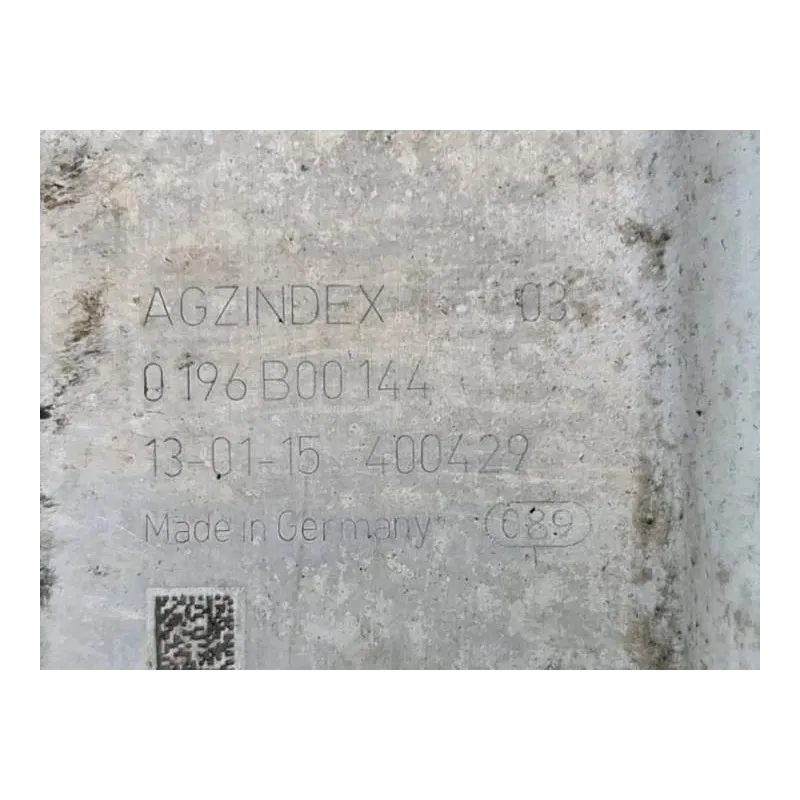 AGZINDEX 03
0 196 B00 144
13-01-15 400429
Made in Germany 089